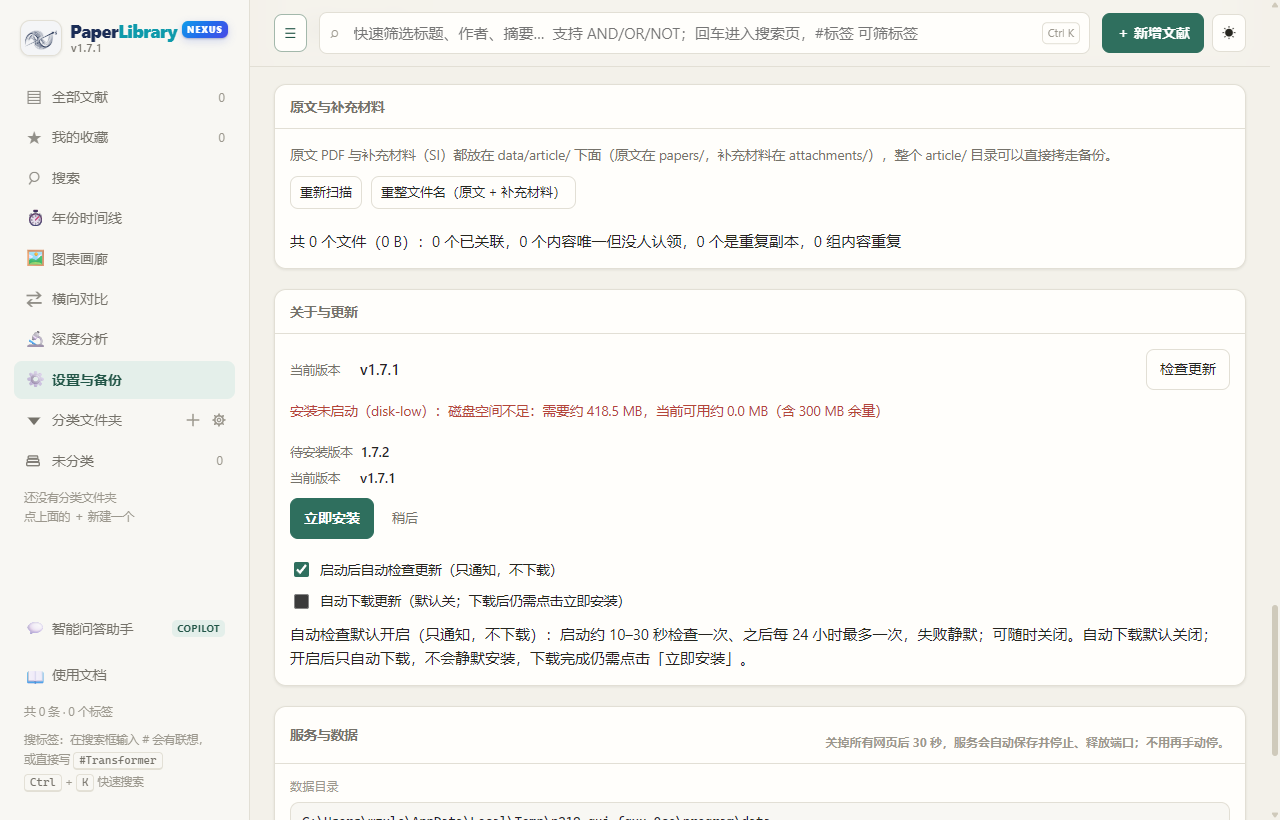 PaperLibrary NEXUS
v1.7.1
全部文献 0
我的收藏 0
搜索
年份时间线
图表画廊
横向对比
深度分析
设置与备份
分类文件夹
未分类 0
还没有分类文件夹
点上面的 + 新建一个
智能问答助手 COPILOT
使用文档
共 0 条 · 0 个标签
搜标签：在搜索框输入 # 会有联想，
或直接写 #Transformer
Ctrl + K 快速搜索
快速筛选标题、作者、摘要… 支持 AND/OR/NOT；回车进入搜索页，#标签 可筛标签 Ctrl K
+ 新增文献
原文与补充材料
原文 PDF 与补充材料（SI）都放在 data/article/ 下面（原文在 papers/，补充材料在 attachments/），整个 article/ 目录可以直接拷走备份。
重新扫描 重整文件名（原文 + 补充材料）
共 0 个文件（0 B）：0 个已关联，0 个内容唯一但没人认领，0 个是重复副本，0 组内容重复
关于与更新
当前版本 v1.7.1 检查更新
安装未启动（disk-low）：磁盘空间不足：需要约 418.5 MB，当前可用约 0.0 MB（含 300 MB 余量）
待安装版本 1.7.2
当前版本 v1.7.1
立即安装 稍后
启动后自动检查更新（只通知，不下载）
自动下载更新（默认关；下载后仍需点击立即安装）
自动检查默认开启（只通知，不下载）：启动约 10–30 秒检查一次、之后每 24 小时最多一次，失败静默；可随时关闭。自动下载默认关闭；
开启后只自动下载，不会静默安装，下载完成仍需点击「立即安装」。
服务与数据 关掉所有网页后 30 秒，服务会自动保存并停止、释放端口；不用再手动停。
数据目录